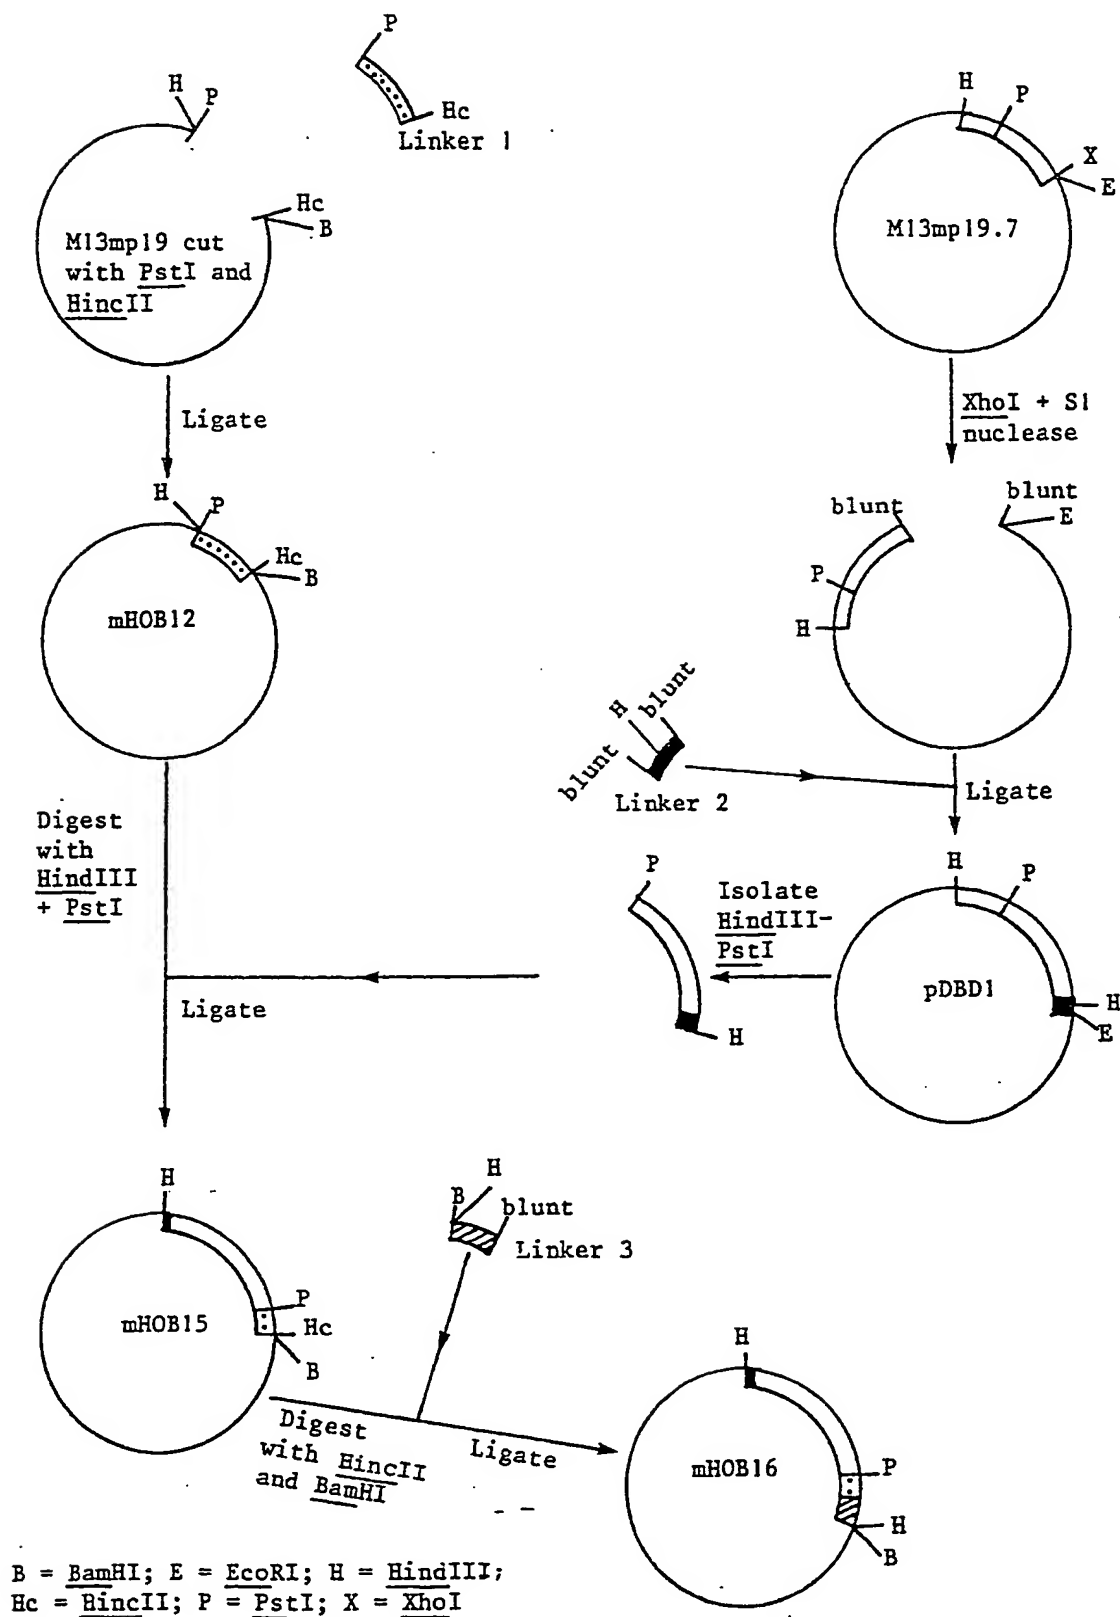 P
H
P
Hc
Linker 1
Hc
B
M13mp19 cut
with PstI and
HincII
H
P
X
E
M13mp19.7
Ligate
XhoI + S1
nuclease
H
P
Hc
B
mHOB12
blunt
blunt
E
P
H
H
blunt
blunt
Linker 2
Ligate
Digest
with
HindIII
+ PstI
Ligate
P
H
Isolate
HindIII-
PstI
H
P
pDBD1
H
E
H
mHOB15
P
Hc
B
B
H
blunt
Linker 3
Digest
with HincII
and BamHI
Ligate
H
mHOB16
P
H
B
B = BamHI; E = EcoRI; H = HindIII;
Hc = HincII; P = PstI; X = XhoI